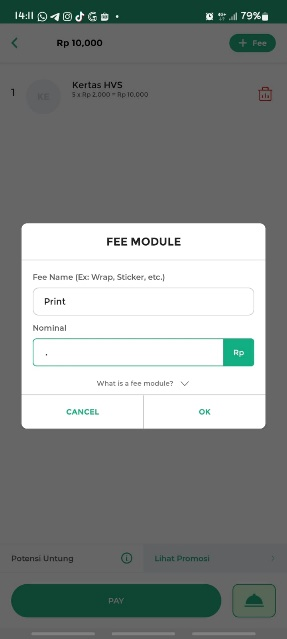 14:11
79%
Rp 10,000
+ Fee
1
KE
Kertas HVS
5 x Rp 2,000 = Rp 10,000
FEE MODULE
Fee Name (Ex: Wrap, Sticker, etc.)
Print
Nominal
,
Rp
What is a fee module?
CANCEL
OK
Potensi Untung
Lihat Promosi
PAY